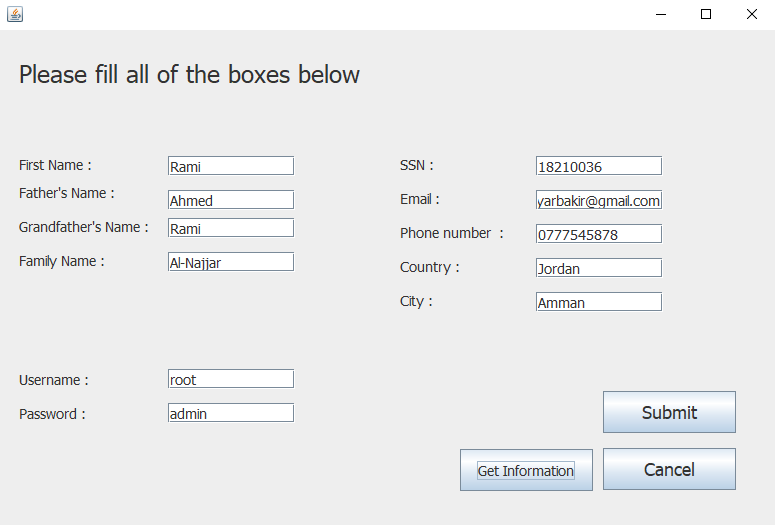 Please fill all of the boxes below
First Name : Rami
Father's Name : Ahmed
Grandfather's Name : Rami
Family Name : Al-Najjar
SSN : 18210036
Email : yarbakir@gmail.com
Phone number : 0777545878
Country : Jordan
City : Amman
Username : root
Password : admin
Submit
Get Information
Cancel